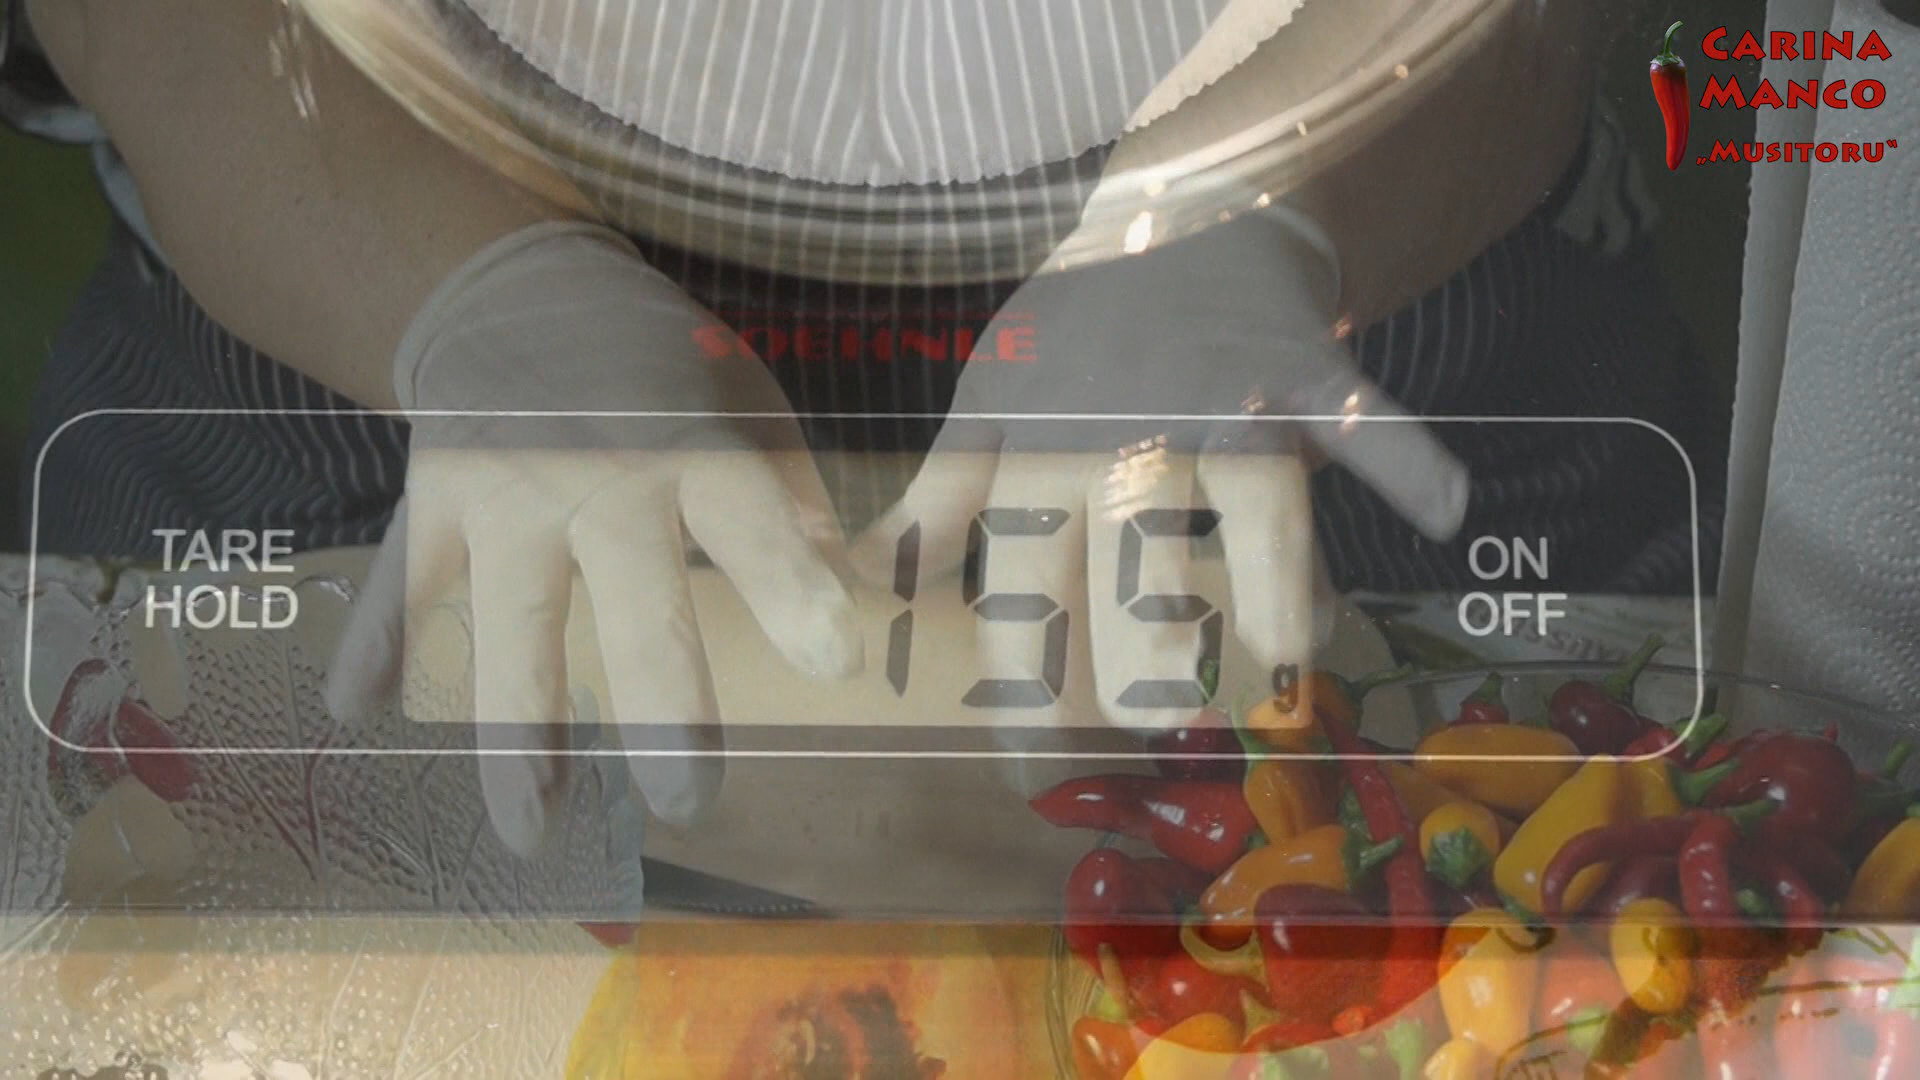 CARINA
MANCO
„MUSITORU“
SOEHNLE
TARE
HOLD
155 g
ON
OFF